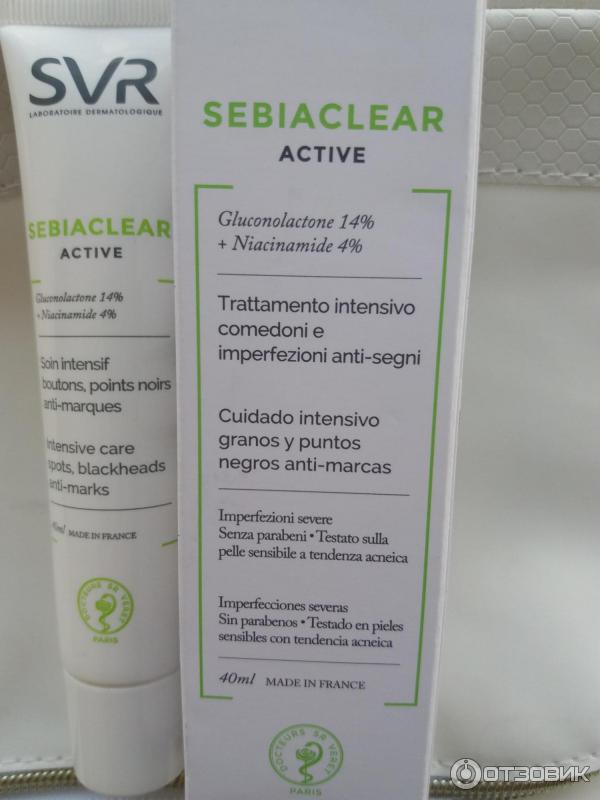 SVR
LABORATOIRE DERMATOLOGIQUE
SEBIACLEAR
ACTIVE
Gluconolactone 14%
+ Niacinamide 4%
Soin intensif
boutons, points noirs
anti-marques
Intensive care
spots, blackheads
anti-marks
40ml MADE IN FRANCE
DOCTEURS SR VERET
PARIS
SEBIACLEAR
ACTIVE
Gluconolactone 14%
+ Niacinamide 4%
Trattamento intensivo
comedoni e
imperfezioni anti-segni
Cuidado intensivo
granos y puntos
negros anti-marcas
Imperfezioni severe
Senza parabeni • Testato sulla
pelle sensibile a tendenza acneica
Imperfecciones severas
Sin parabenos • Testado en pieles
sensibles con tendencia acneica
40ml MADE IN FRANCE
DOCTEURS SR VERET
PARIS
ОТЗОВИК